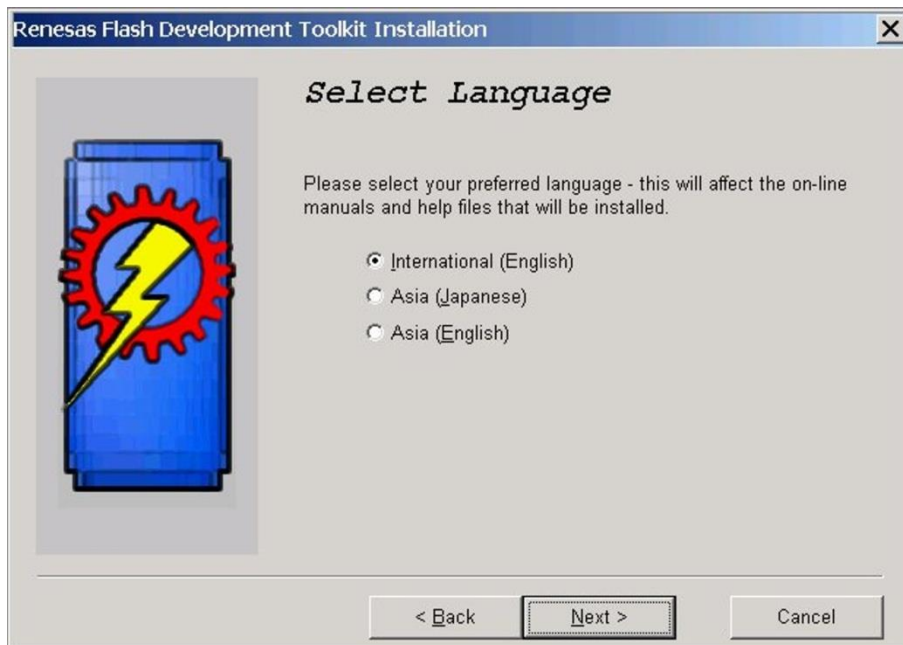 Renesas Flash Development Toolkit Installation
Select Language
Please select your preferred language - this will affect the on-line
manuals and help files that will be installed.
International (English)
Asia (Japanese)
Asia (English)
< Back Next > Cancel